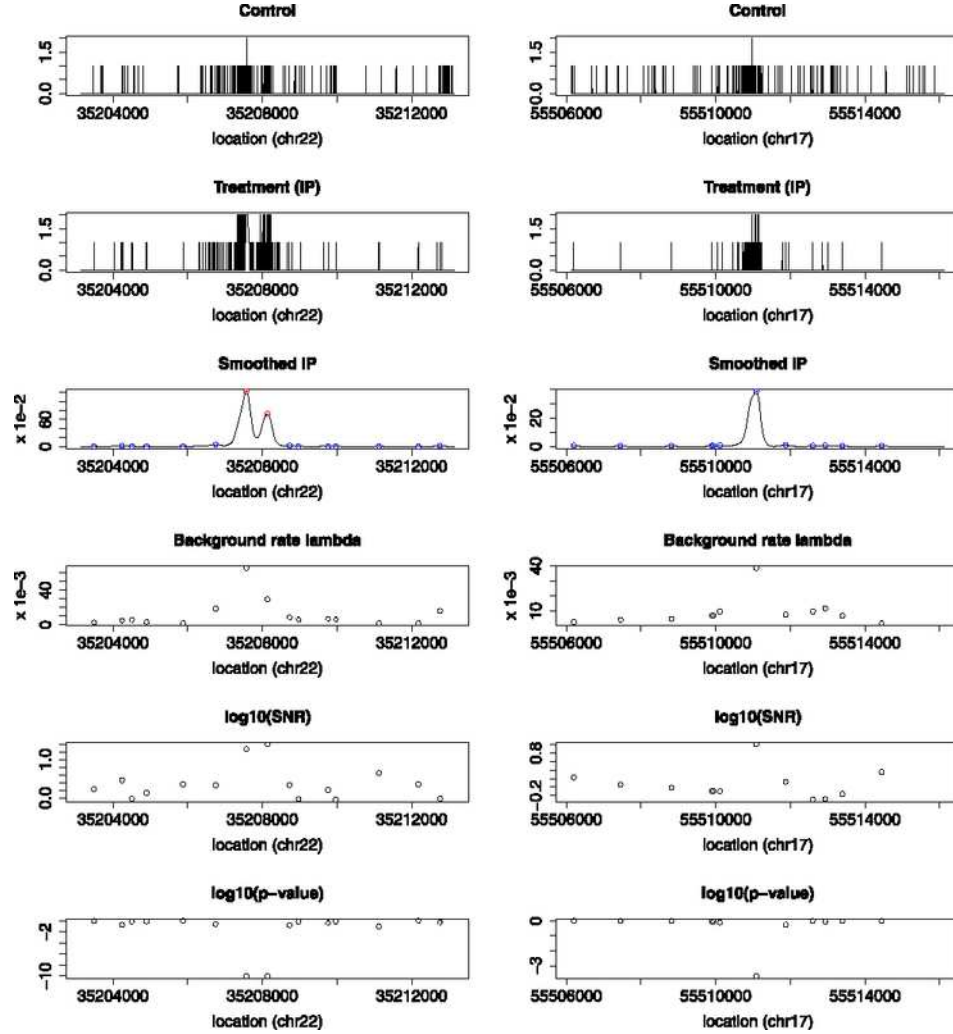 Control
1.5
0.0
35204000 35208000 35212000
location (chr22)
Treatment (IP)
1.5
0.0
35204000 35208000 35212000
location (chr22)
Smoothed IP
x 1e-2
80
0
35204000 35208000 35212000
location (chr22)
Background rate lambda
x 1e-3
40
0
35204000 35208000 35212000
location (chr22)
log10(SNR)
1.0
0.0
35204000 35208000 35212000
location (chr22)
log10(p-value)
-2
-10
35204000 35208000 35212000
location (chr22)
Control
1.5
0.0
55506000 55510000 55514000
location (chr17)
Treatment (IP)
1.5
0.0
55506000 55510000 55514000
location (chr17)
Smoothed IP
x 1e-2
20
0
55506000 55510000 55514000
location (chr17)
Background rate lambda
x 1e-3
40
10
55506000 55510000 55514000
location (chr17)
log10(SNR)
0.8
-0.2
55506000 55510000 55514000
location (chr17)
log10(p-value)
0
-3
55506000 55510000 55514000
location (chr17)